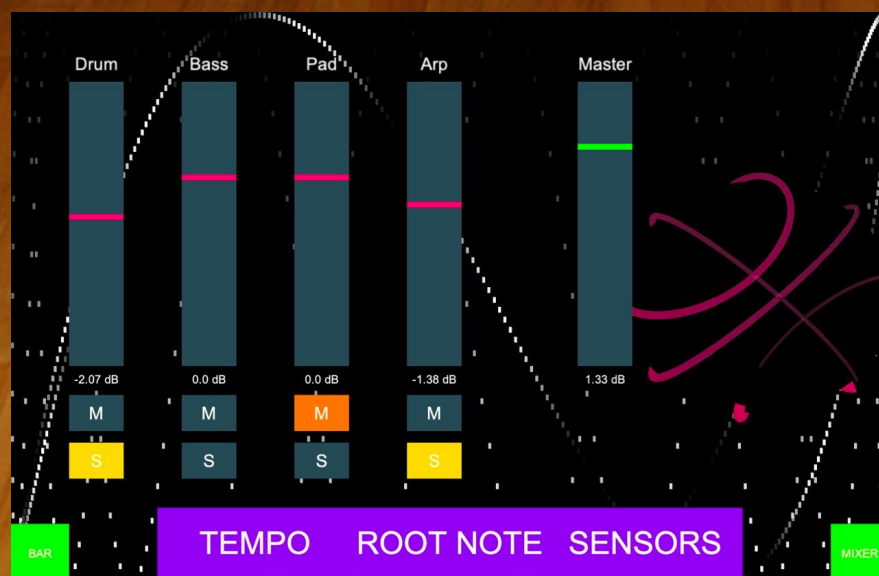 Drum Bass Pad Arp Master
-2.07 dB 0.0 dB 0.0 dB -1.38 dB 1.33 dB
M M M M
S S S S
BAR TEMPO ROOT NOTE SENSORS MIXER